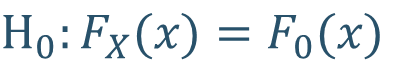 H₀: F_X(x) = F₀(x)